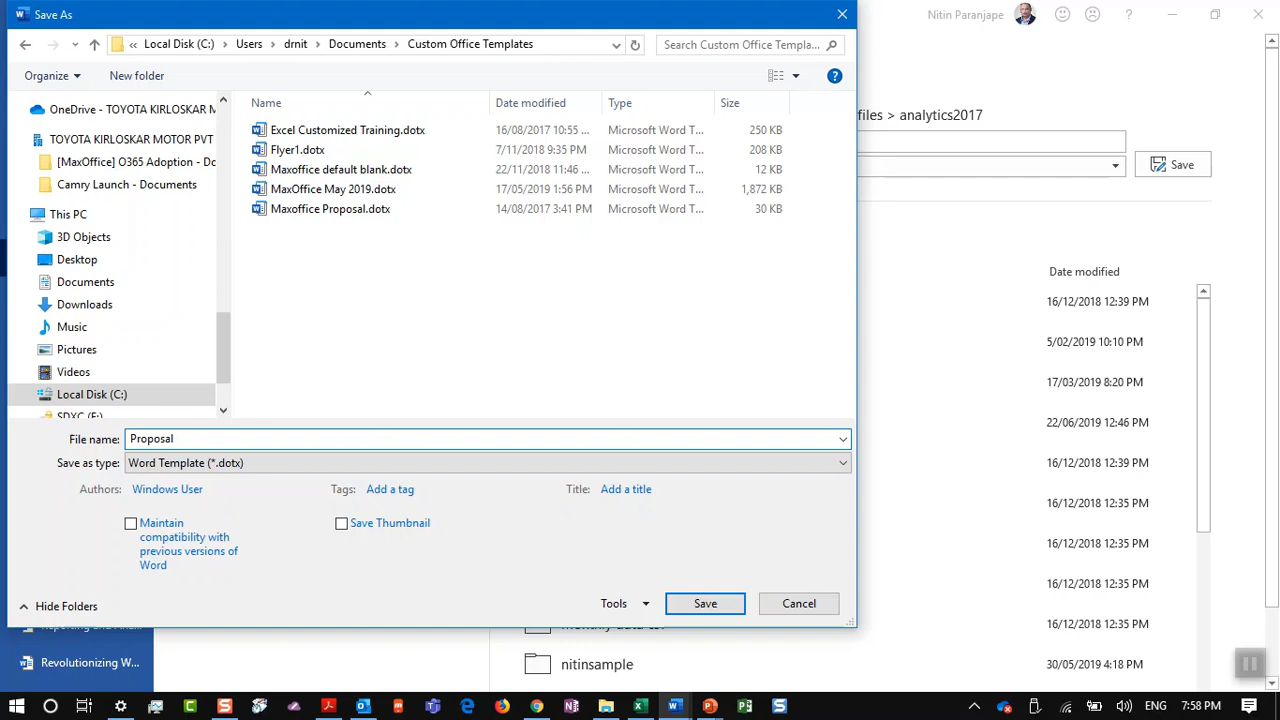 Save As
Nitin Paranjape
Local Disk (C:) > Users > drnit > Documents > Custom Office Templates
Search Custom Office Templa...
Organize
New folder
files > analytics2017
Save
Name
Date modified
Type
Size
OneDrive - TOYOTA KIRLOSKAR M
TOYOTA KIRLOSKAR MOTOR PVT
[MaxOffice] O365 Adoption - Do
Camry Launch - Documents
This PC
3D Objects
Desktop
Documents
Downloads
Music
Pictures
Videos
Local Disk (C:)
SDXC (F:)
Excel Customized Training.dotx 16/08/2017 10:55 ... Microsoft Word T... 250 KB
Flyer1.dotx 7/11/2018 9:35 PM Microsoft Word T... 208 KB
Maxoffice default blank.dotx 22/11/2018 11:46 ... Microsoft Word T... 12 KB
MaxOffice May 2019.dotx 17/05/2019 1:56 PM Microsoft Word T... 1,872 KB
Maxoffice Proposal.dotx 14/08/2017 3:41 PM Microsoft Word T... 30 KB
Date modified
16/12/2018 12:39 PM
5/02/2019 10:10 PM
17/03/2019 8:20 PM
22/06/2019 12:46 PM
16/12/2018 12:39 PM
16/12/2018 12:35 PM
16/12/2018 12:35 PM
16/12/2018 12:35 PM
16/12/2018 12:35 PM
30/05/2019 4:18 PM
File name: Proposal
Save as type: Word Template (*.dotx)
Authors: Windows User
Tags: Add a tag
Title: Add a title
Maintain
compatibility with
previous versions of
Word
Save Thumbnail
Hide Folders
Tools
Save
Cancel
Revolutionizing W...
nitinsample
ENG 7:58 PM